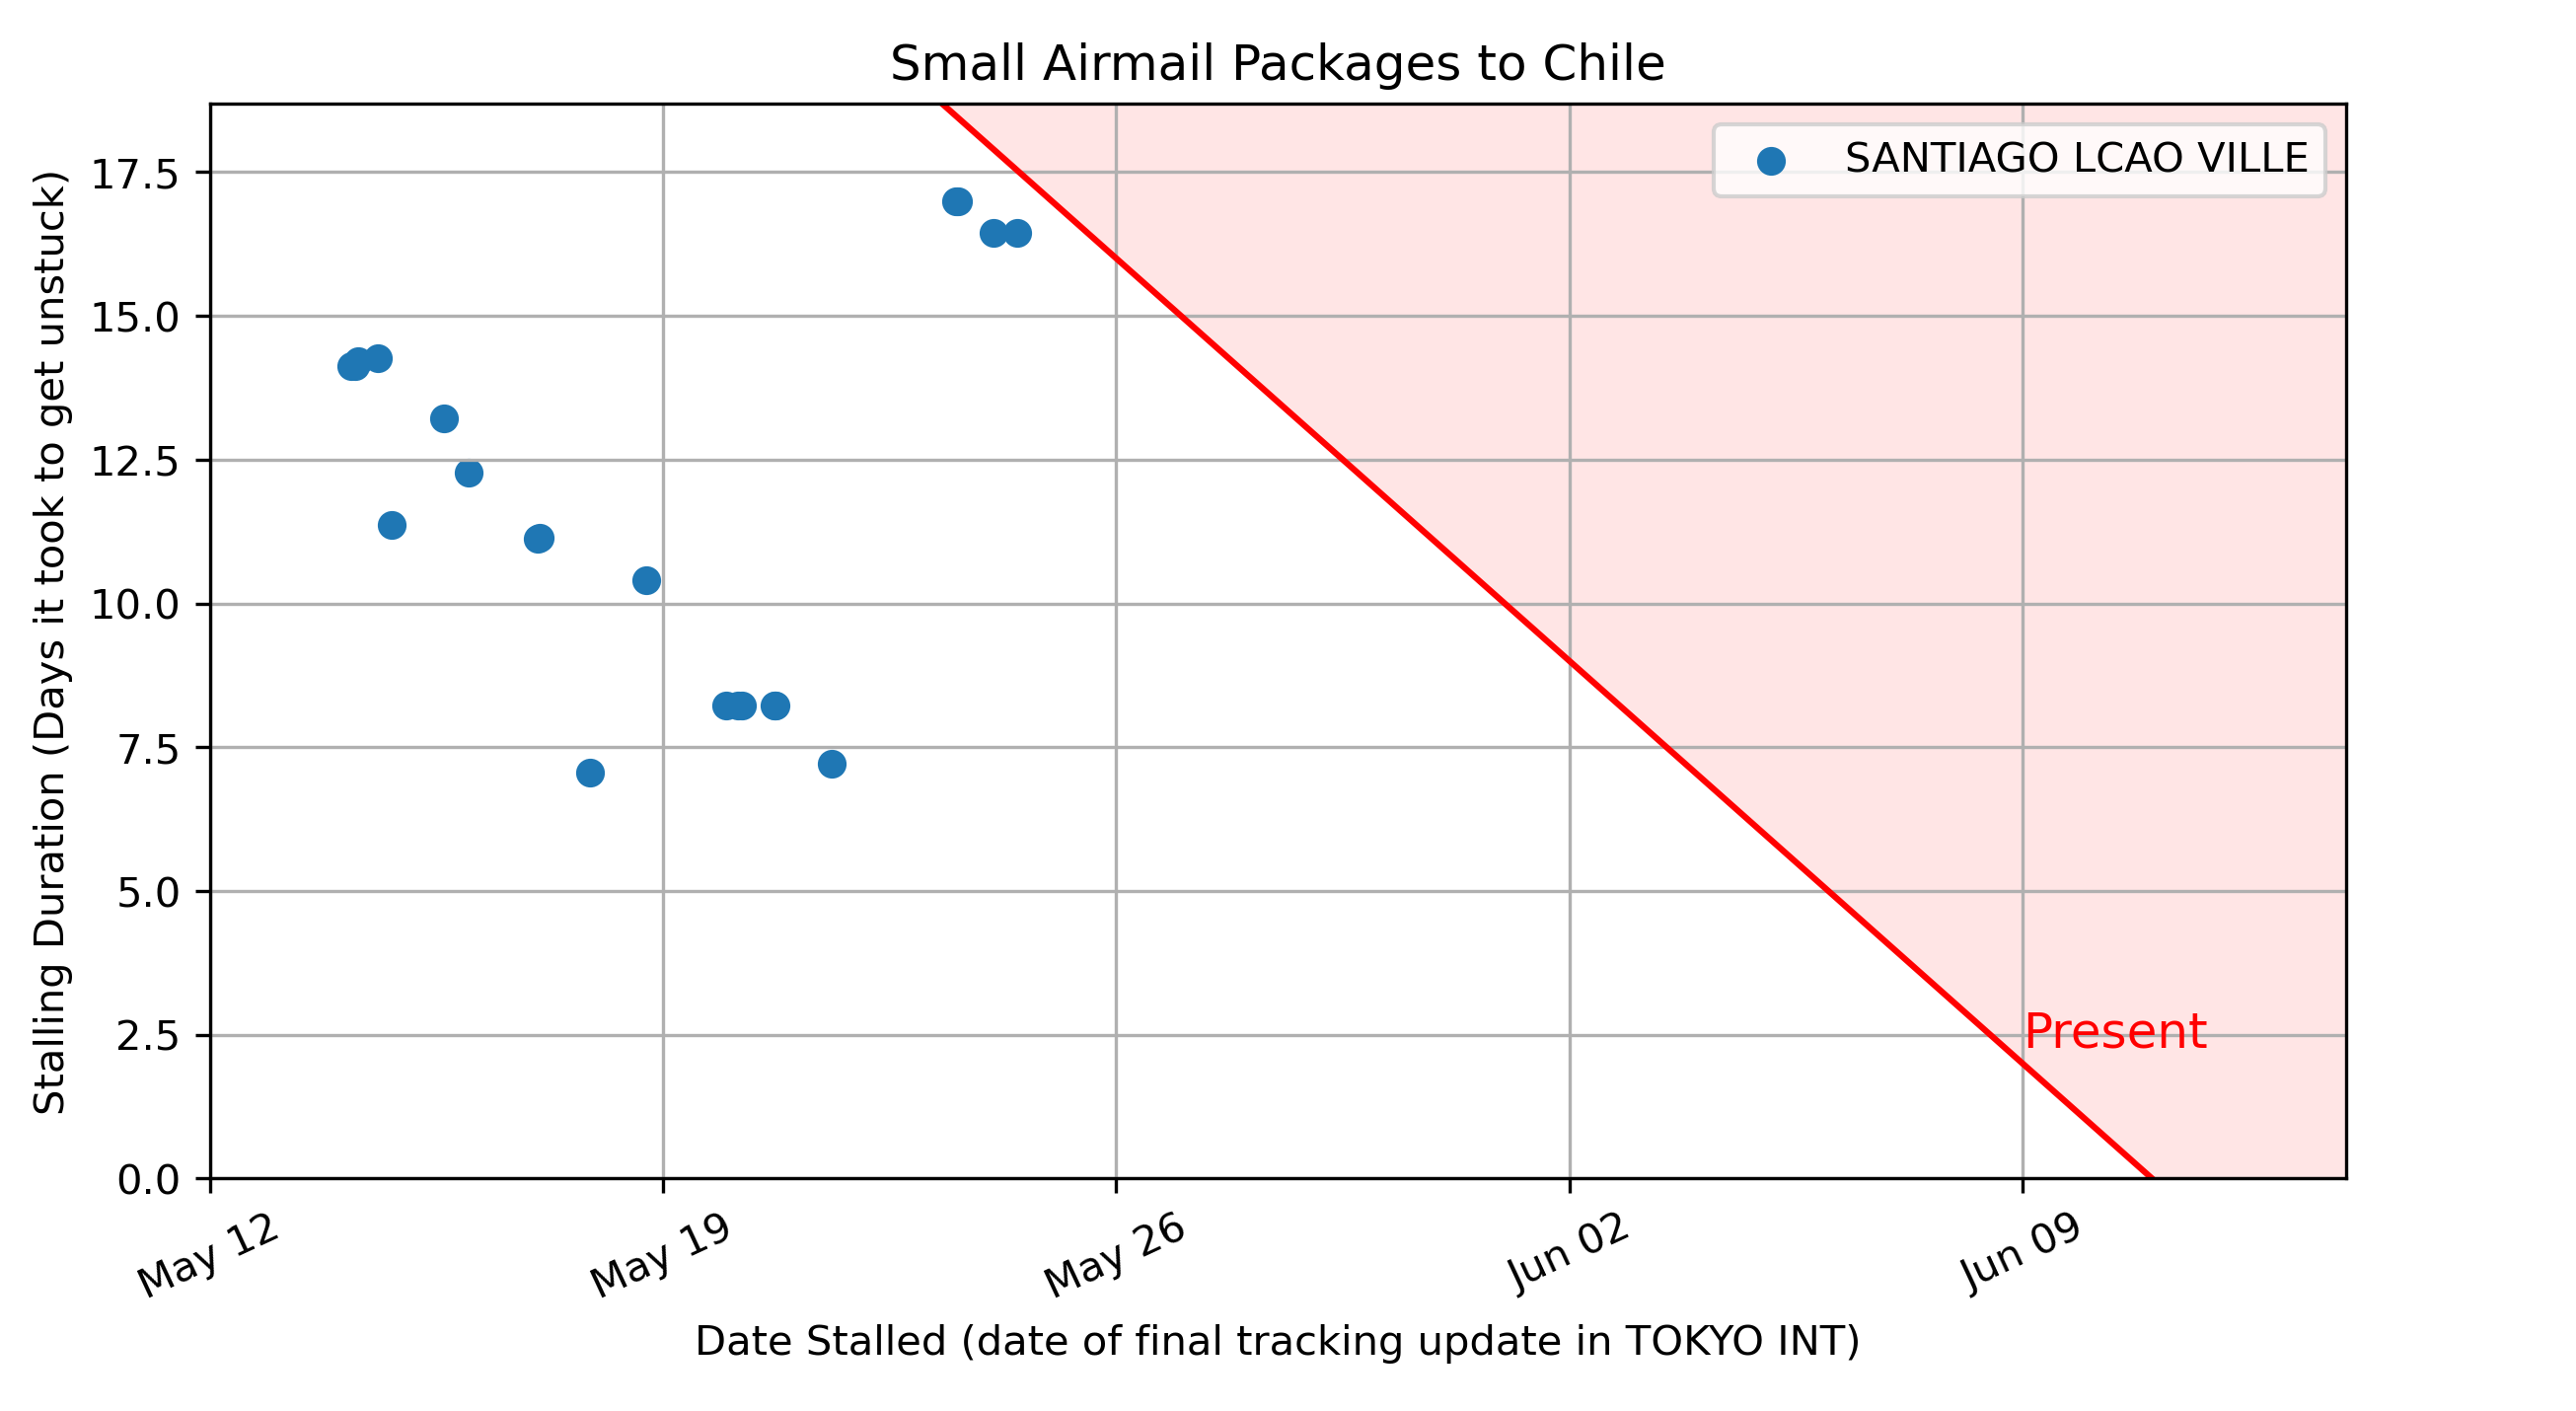 Small Airmail Packages to Chile
SANTIAGO LCAO VILLE
Stalling Duration (Days it took to get unstuck)
17.5
15.0
12.5
10.0
7.5
5.0
2.5
0.0
Present
May 12
May 19
May 26
Jun 02
Jun 09
Date Stalled (date of final tracking update in TOKYO INT)